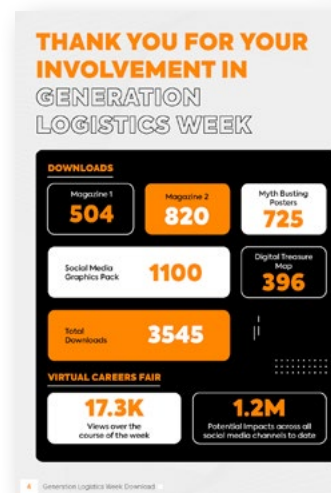 THANK YOU FOR YOUR
INVOLVEMENT IN
GENERATION
LOGISTICS WEEK
DOWNLOADS
Magazine 1
504
Magazine 2
820
Myth Busting
Posters
725
Social Media
Graphics Pack
1100
Digital Treasure
Map
396
Total
Downloads
3545
VIRTUAL CAREERS FAIR
17.3K
Views over the
course of the week
1.2M
Potential Impacts across all
social media channels to date
4 Generation Logistics Week Download